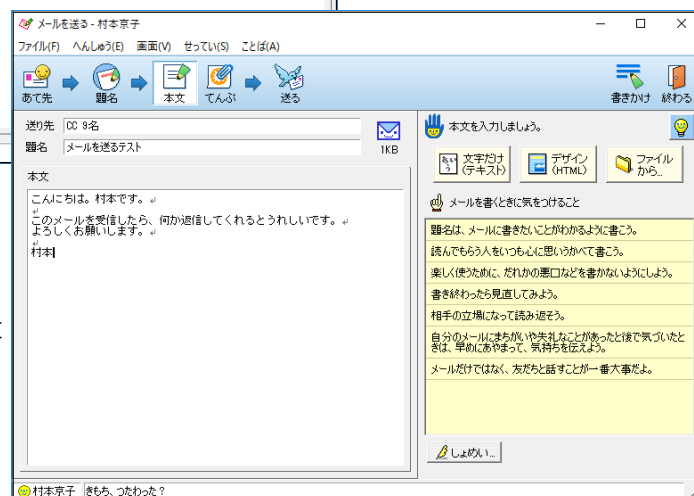 メールを送る - 村本京子
ファイル(F) へんしゅう(E) 画面(V) せってい(S) ことば(A)
あて先 題名 本文 てんぷ 送る 書きかけ 終わる
送り先 CC 9名
題名 メールを送るテスト
1KB
本文
こんにちは。村本です。
このメールを受信したら、何か返信してくれるとうれしいです。
よろしくお願いします。
村本
本文を入力しましょう。
文字だけ
(テキスト)
デザイン
(HTML)
ファイル
から...
メールを書くときに気をつけること
題名は、メールに書きたいことがわかるように書こう。
読んでもらう人をいつも心に思いうかべて書こう。
楽しく使うために、だれかの悪口などを書かないようにしよう。
書き終わったら見直してみよう。
相手の立場になって読み返そう。
自分のメールにまちがいや失礼なことがあったと後で気づいたと
きは、早めにあやまって、気持ちを伝えよう。
メールだけではなく、友だちと話すことが一番大事だよ。
しょめい...
村本京子 きもち、つたわった?